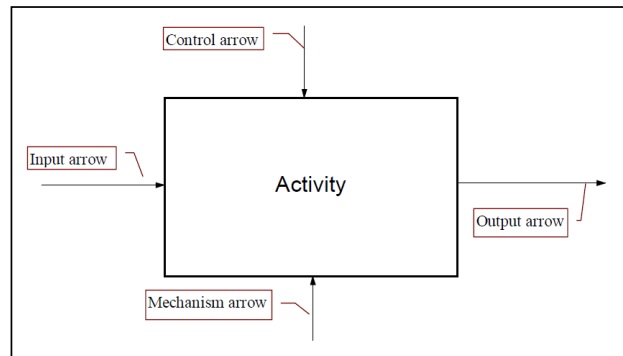 Control arrow
Input arrow
Activity
Output arrow
Mechanism arrow